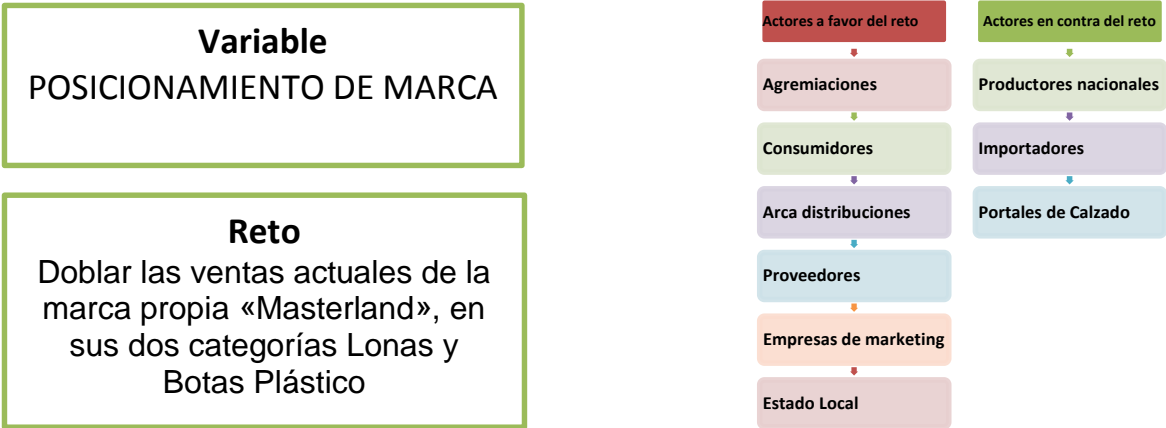 Variable
POSICIONAMIENTO DE MARCA
Reto
Doblar las ventas actuales de la
marca propia «Masterland», en
sus dos categorías Lonas y
Botas Plástico
Actores a favor del reto
Agremiaciones
Consumidores
Arca distribuciones
Proveedores
Empresas de marketing
Estado Local
Actores en contra del reto
Productores nacionales
Importadores
Portales de Calzado